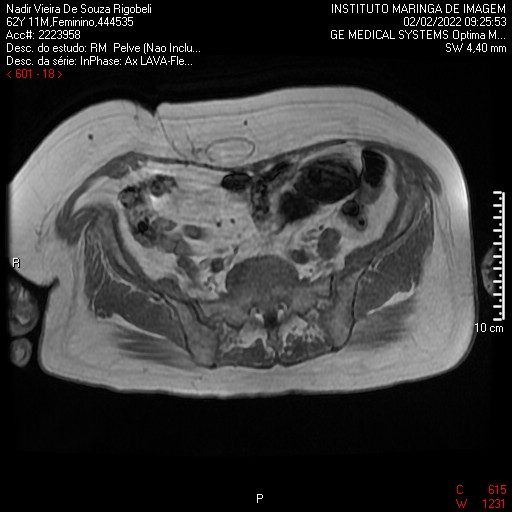 Nadir Vieira De Souza Rigobeli
62Y 11M,Feminino,444535
Acc#: 2223958
Desc. do estudo: RM  Pelve (Nao Inclu...
Desc. da série: InPhase: Ax LAVA-Fle...
< 601 - 18 >
INSTITUTO MARINGA DE IMAGEM
02/02/2022 09:25:53
GE MEDICAL SYSTEMS Optima M...
SW 4,40 mm
R
10 cm
P
C 615
W 1231